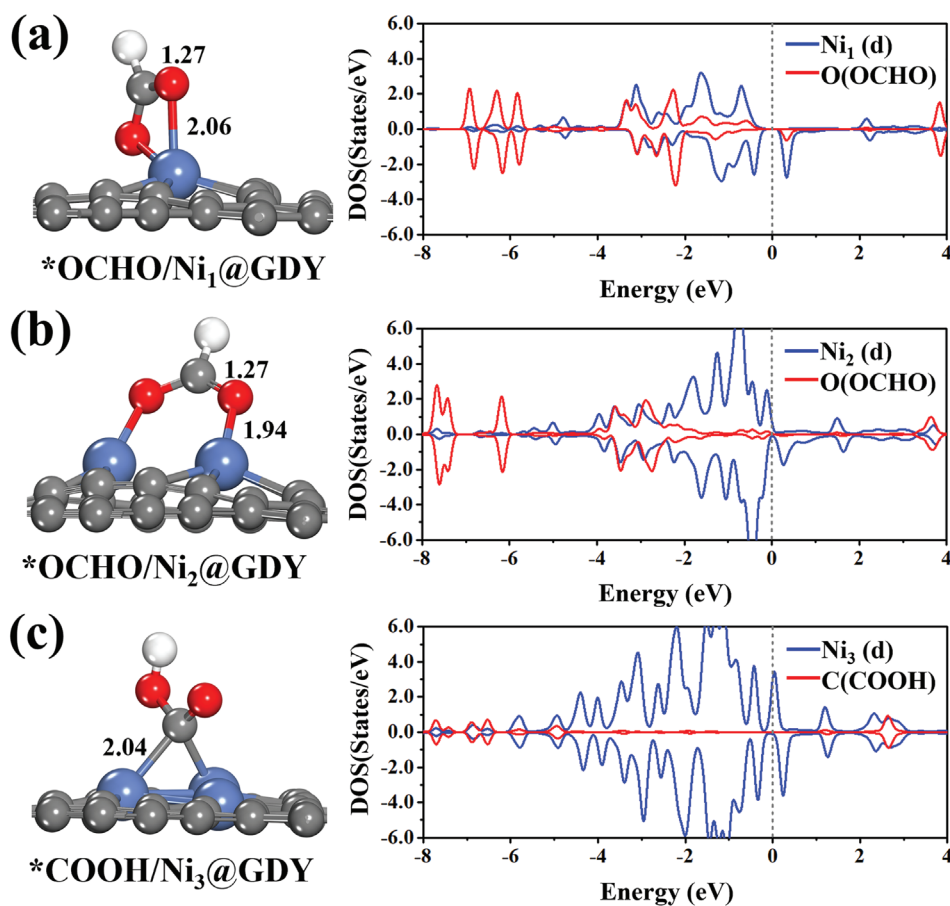 (a)
1.27
2.06
*OCHO/Ni₁@GDY
DOS(States/eV)
6.0
4.0
2.0
0.0
-2.0
-4.0
-6.0
Ni₁ (d)
O(OCHO)
-8 -6 -4 -2 0 2 4
Energy (eV)
(b)
1.27
1.94
*OCHO/Ni₂@GDY
DOS(States/eV)
6.0
4.0
2.0
0.0
-2.0
-4.0
-6.0
Ni₂ (d)
O(OCHO)
-8 -6 -4 -2 0 2 4
Energy (eV)
(c)
2.04
*COOH/Ni₃@GDY
DOS(States/eV)
6.0
4.0
2.0
0.0
-2.0
-4.0
-6.0
Ni₃ (d)
C(COOH)
-8 -6 -4 -2 0 2 4
Energy (eV)